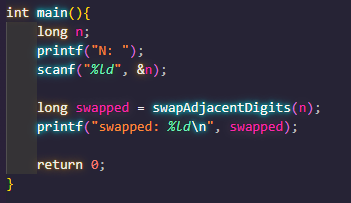 int main(){
    long n;
    printf("N: ");
    scanf("%ld", &n);

    long swapped = swapAdjacentDigits(n);
    printf("swapped: %ld\n", swapped);

    return 0;
}